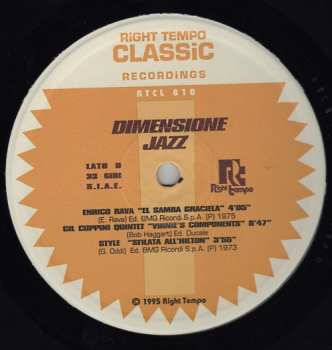 RiGHT TEMPO
CLASSiC
RECORDINGS
RTCL 810
DIMENSIONE
JAZZ
LATO D
33 GIRI
S.I.A.E.
Right tempo
ENRICO RAVA "EL SAMBA GRACIELA" 4'05"
(E. Rava) Ed. BMG Ricordi S.p.A. (P) 1975
GIL CUPPINI QUINTET "VINNIE'S COMPONENTS" 8'47"
(Bob Haggart) Ed. Ducale
STYLE "SFILATA ALL'HILTON" 3'55"
(G. Oddi) Ed. BMG Ricordi S.p.A. (P) 1973
© 1995 Right Tempo